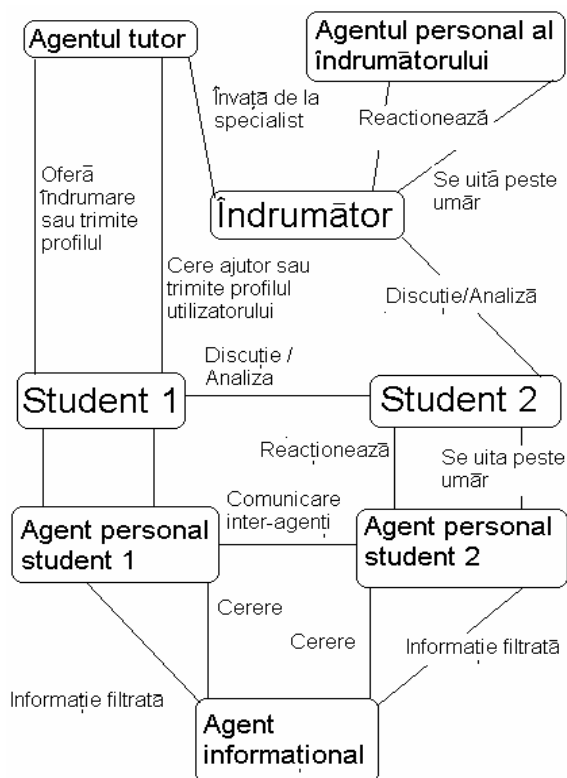 Agentul tutor
Agentul personal al
îndrumătorului
Învață de la
specialist
Reactionează
Oferă
îndrumare
sau trimite
profilul
Se uită peste
umăr
Îndrumător
Cere ajutor sau
trimite profilul
utilizatorului
Discuție/Analiză
Discuție /
Analiza
Student 1
Student 2
Reacționează
Se uita peste
umăr
Comunicare
inter-agenți
Agent personal
student 1
Agent personal
student 2
Cerere
Cerere
Informație filtrată
Informație filtrată
Agent
informațional